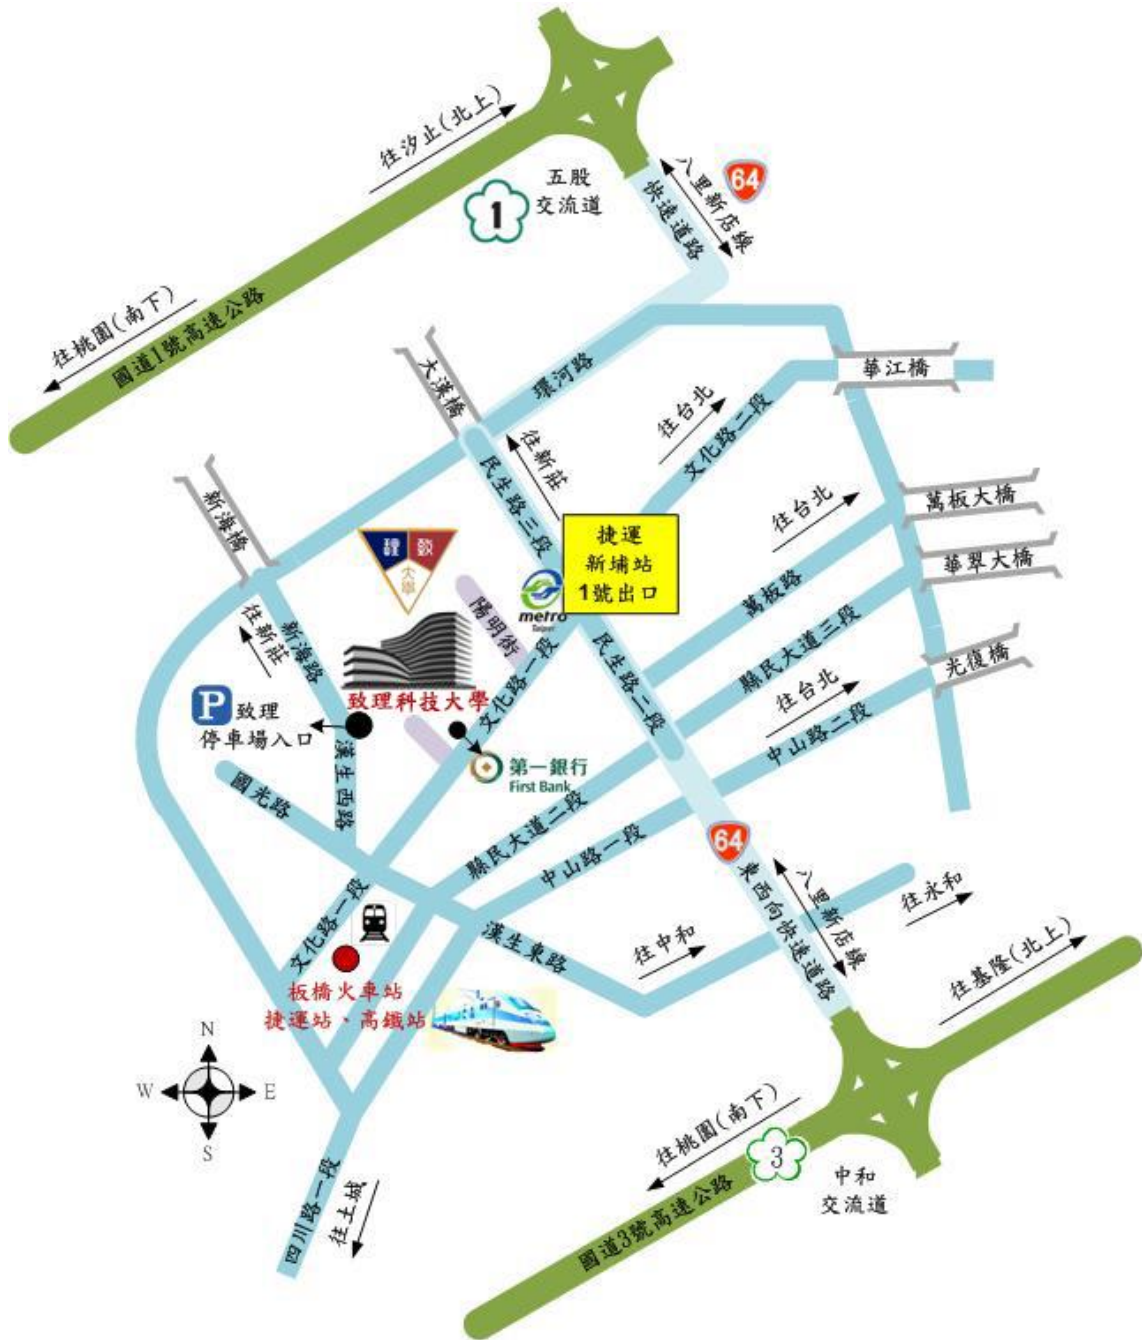 往汐止(北上)
五股
交流道
1
64
八里新店線
快速道路
往桃園(南下)
國道1號高速公路
大漢橋
環河路
華江橋
往台北
文化路二段
往新莊
民生路三段
新海橋
捷運
新埔站
1號出口
往台北
萬板大橋
華翠大橋
萬板路
縣民大道三段
光復橋
往台北
中山路二段
理 致
大學
metro
Taipei
陽明街
往新莊
新海路
文化路一段
民生路二段
致理科技大學
P 致理
停車場入口
漢生西路
第一銀行
First Bank
國光路
縣民大道二段
中山路一段
64
東西向快速道路
八里新店線
往永和
文化路一段
漢生東路
往中和
板橋火車站
捷運站、高鐵站
往基隆(北上)
N
W E
S
往桃園(南下)
3
國道3號高速公路
中和
交流道
四川路一段
往土城